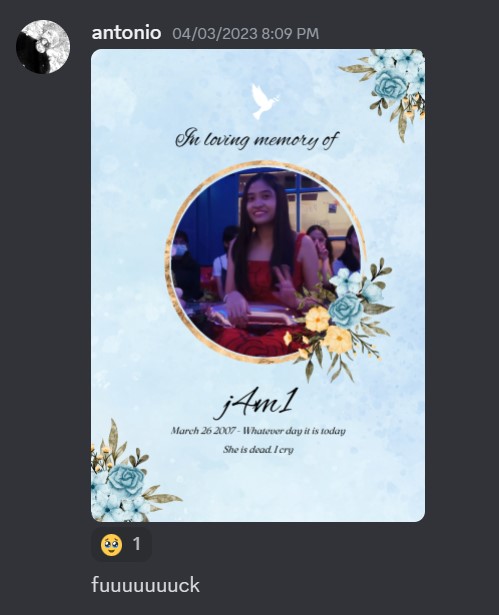 antonio 04/03/2023 8:09 PM
In loving memory of
j4m1
March 26 2007 - Whatever day it is today
She is dead. I cry
1
fuuuuuuuck